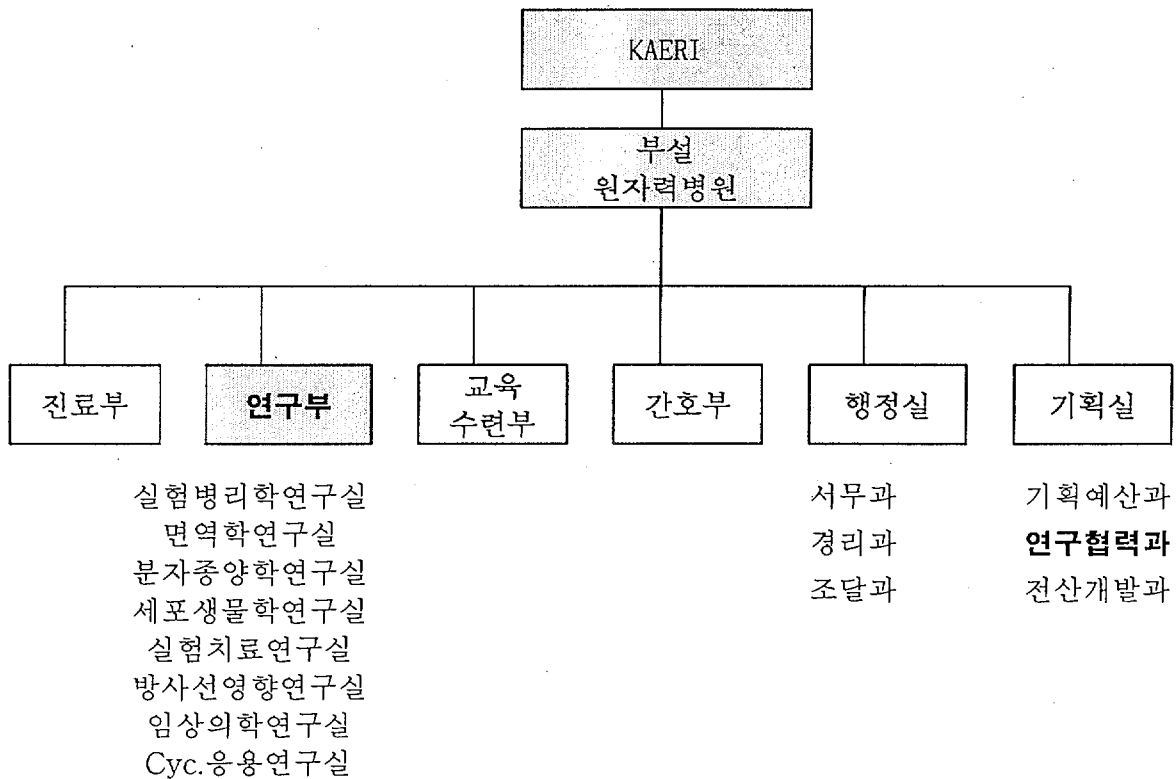 KAERI
부설
원자력병원
진료부
연구부
교육
수련부
간호부
행정실
기획실
실험병리학연구실
면역학연구실
분자종양학연구실
세포생물학연구실
실험치료연구실
방사선영향연구실
임상의학연구실
Cyc.응용연구실
서무과
경리과
조달과
기획예산과
연구협력과
전산개발과